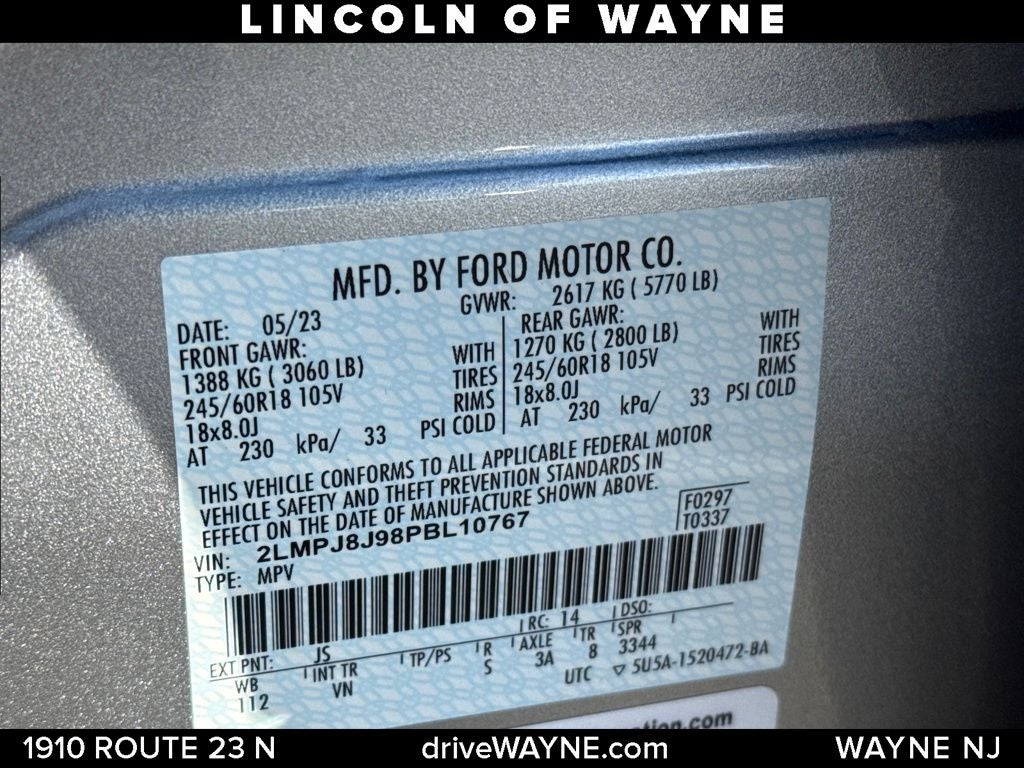 LINCOLN OF WAYNE
MFD. BY FORD MOTOR CO.
DATE: 05/23 GVWR: 2617 KG ( 5770 LB)
FRONT GAWR: REAR GAWR:
1388 KG ( 3060 LB) WITH 1270 KG ( 2800 LB) WITH
245/60R18 105V TIRES 245/60R18 105V TIRES
18x8.0J RIMS 18x8.0J RIMS
AT 230 kPa/ 33 PSI COLD AT 230 kPa/ 33 PSI COLD
THIS VEHICLE CONFORMS TO ALL APPLICABLE FEDERAL MOTOR
VEHICLE SAFETY AND THEFT PREVENTION STANDARDS IN
EFFECT ON THE DATE OF MANUFACTURE SHOWN ABOVE.
VIN: 2LMPJ8J98PBL10767 F0297
TYPE: MPV T0337
EXT PNT: JS RC: 14 DSO:
WB INT TR TP/PS R AXLE TR SPR
112 VN S 3A 8 3344
UTC ▽ 5U5A-1520472-BA
tion.com
1910 ROUTE 23 N driveWAYNE.com WAYNE NJ